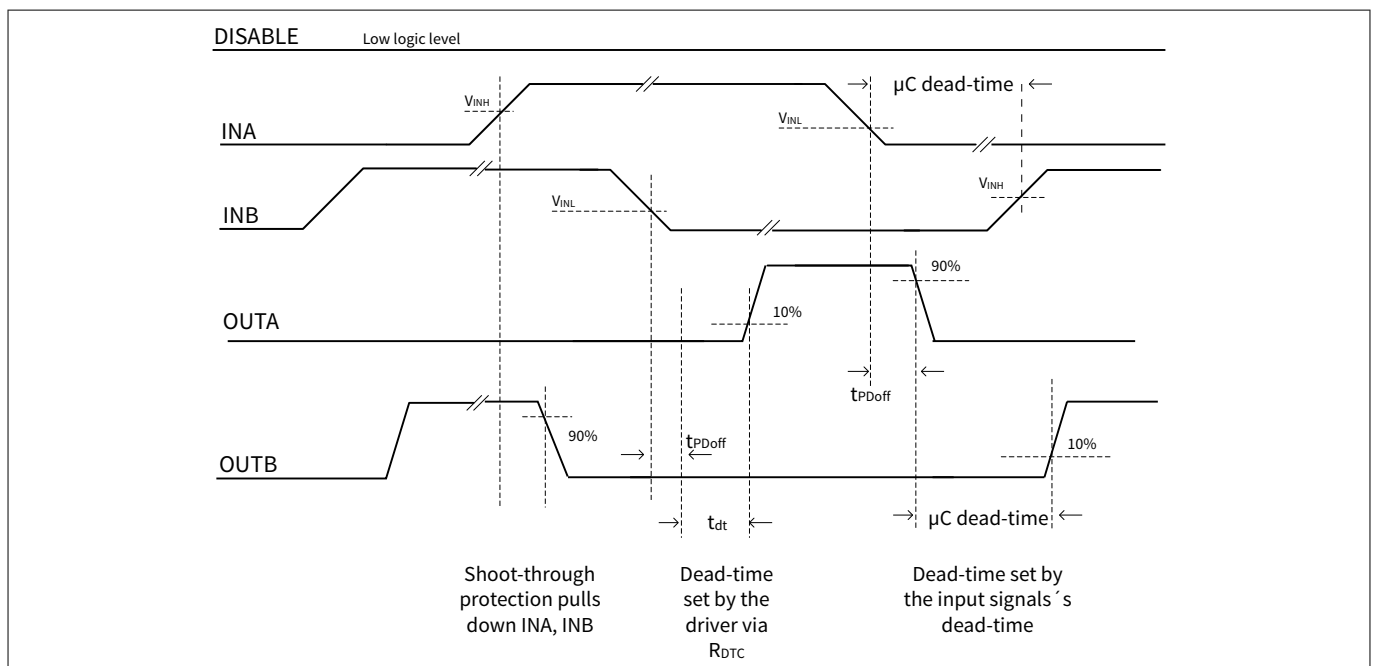 DISABLE Low logic level
µC dead-time
VINH
VINL
INA
VINH
VINL
INB
90%
OUTA
10%
tPDoff
90%
tPDoff
10%
OUTB
tdt
µC dead-time
Shoot-through
protection pulls
down INA, INB
Dead-time
set by the
driver via
RDTC
Dead-time set by
the input signals´s
dead-time